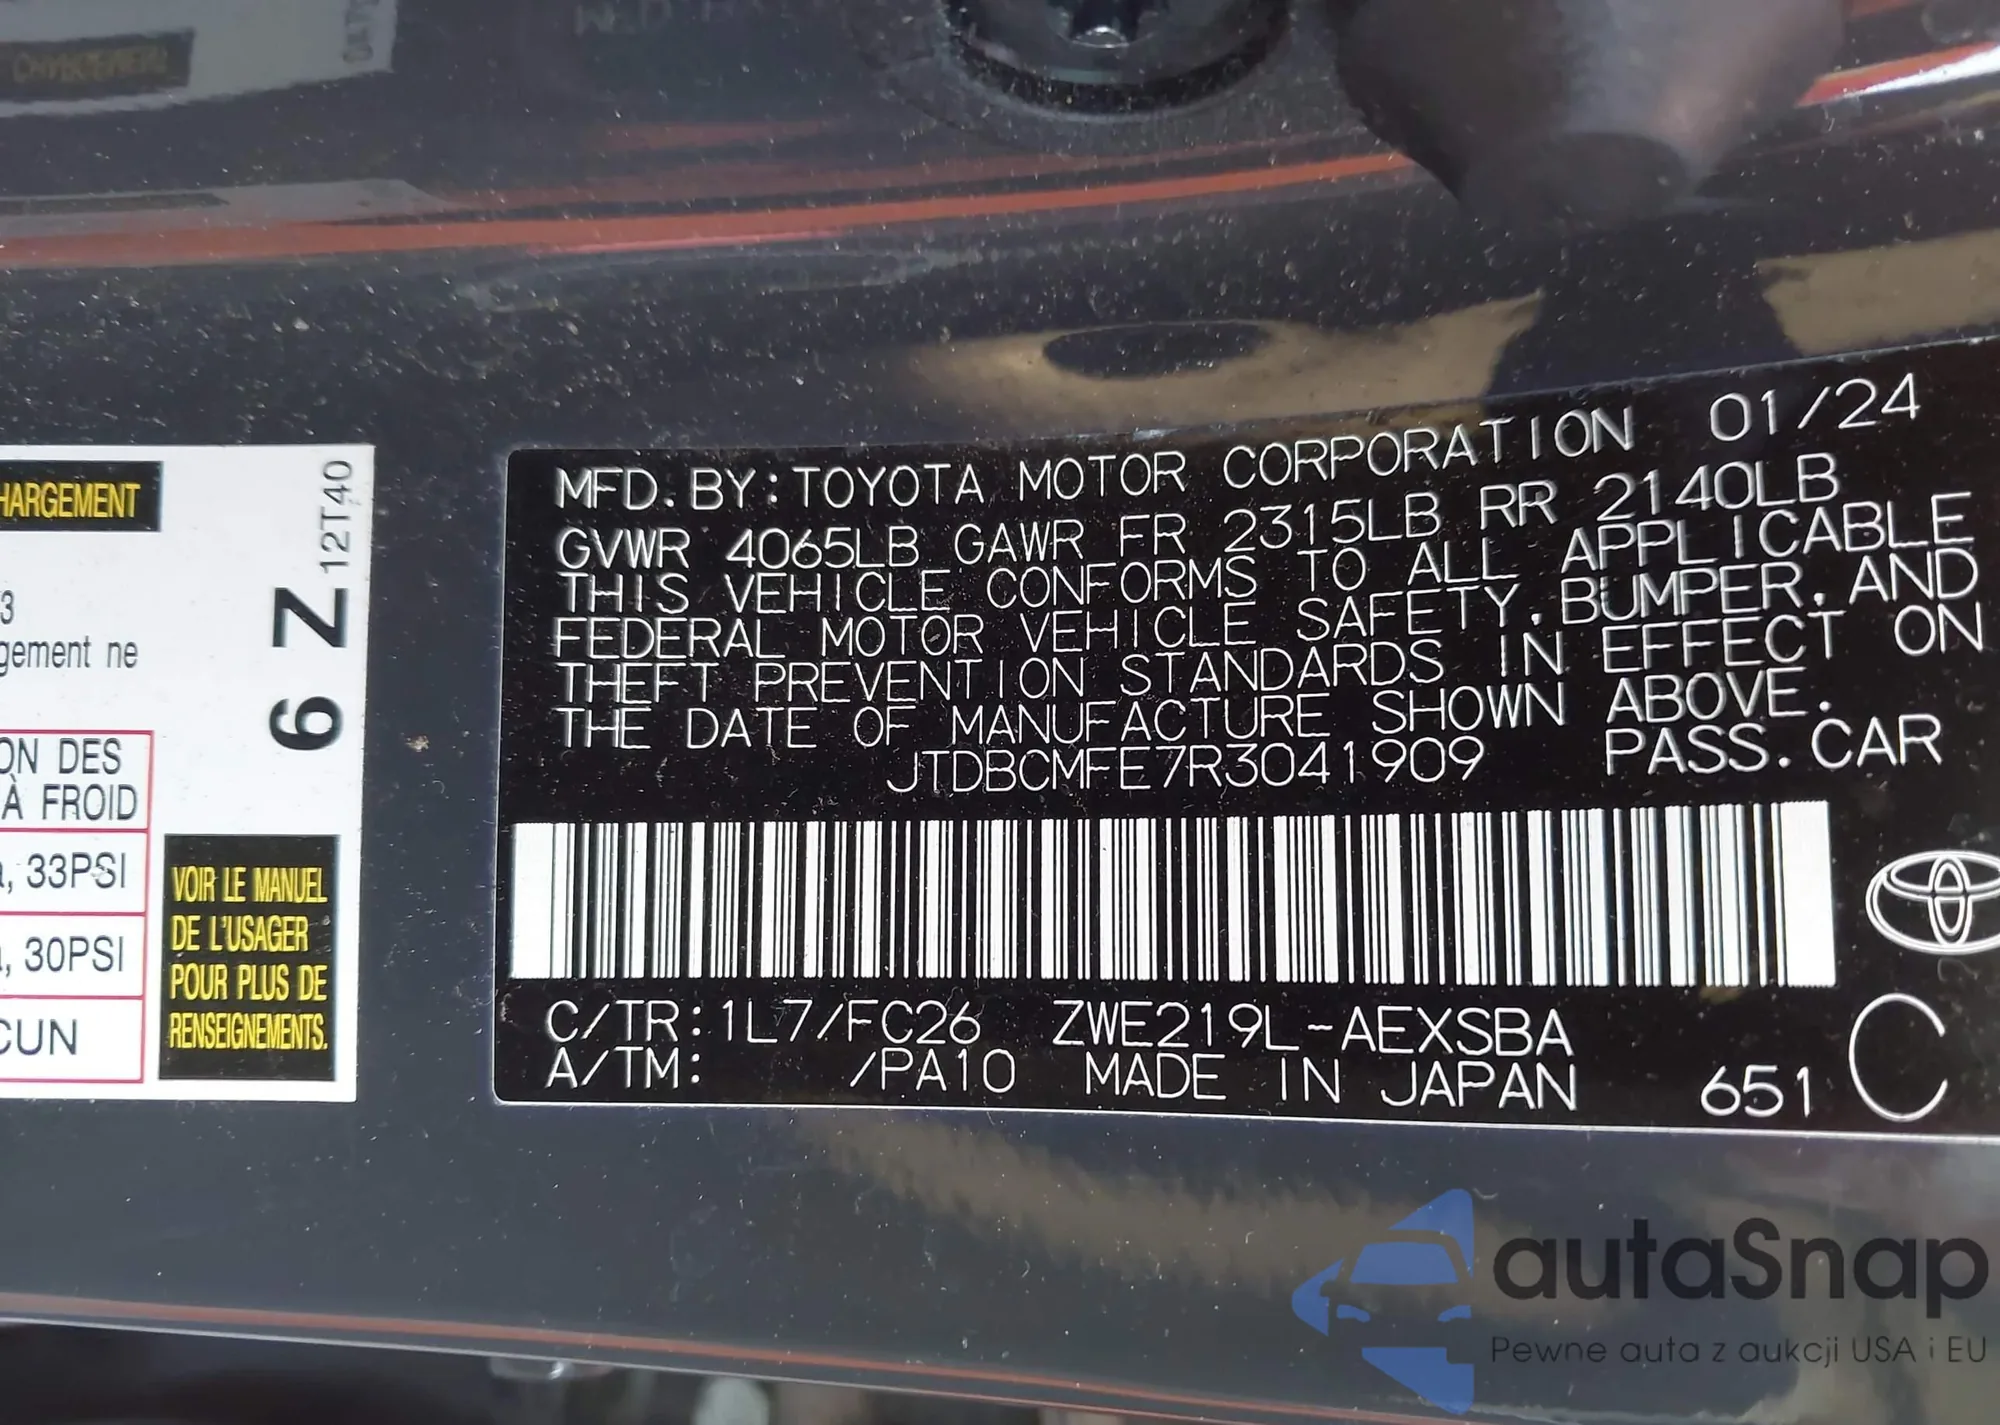 HARGEMENT
12T40
6 Z
3
gement ne
ON DES
À FROID
, 33PSI
, 30PSI
CUN
VOIR LE MANUEL
DE L'USAGER
POUR PLUS DE
RENSEIGNEMENTS.
MFD. BY: TOYOTA MOTOR CORPORATION 01/24
GVWR 4065LB GAWR FR 2315LB RR 2140LB
THIS VEHICLE CONFORMS TO ALL APPLICABLE
FEDERAL MOTOR VEHICLE SAFETY, BUMPER, AND
THEFT PREVENTION STANDARDS IN EFFECT ON
THE DATE OF MANUFACTURE SHOWN ABOVE.
JTDBCMFE7R3041909 PASS. CAR
C/TR: 1L7/FC26 ZWE219L-AEXSBA
A/TM: /PA10 MADE IN JAPAN 651 C
autaSnap
Pewne auta z aukcji USA i EU